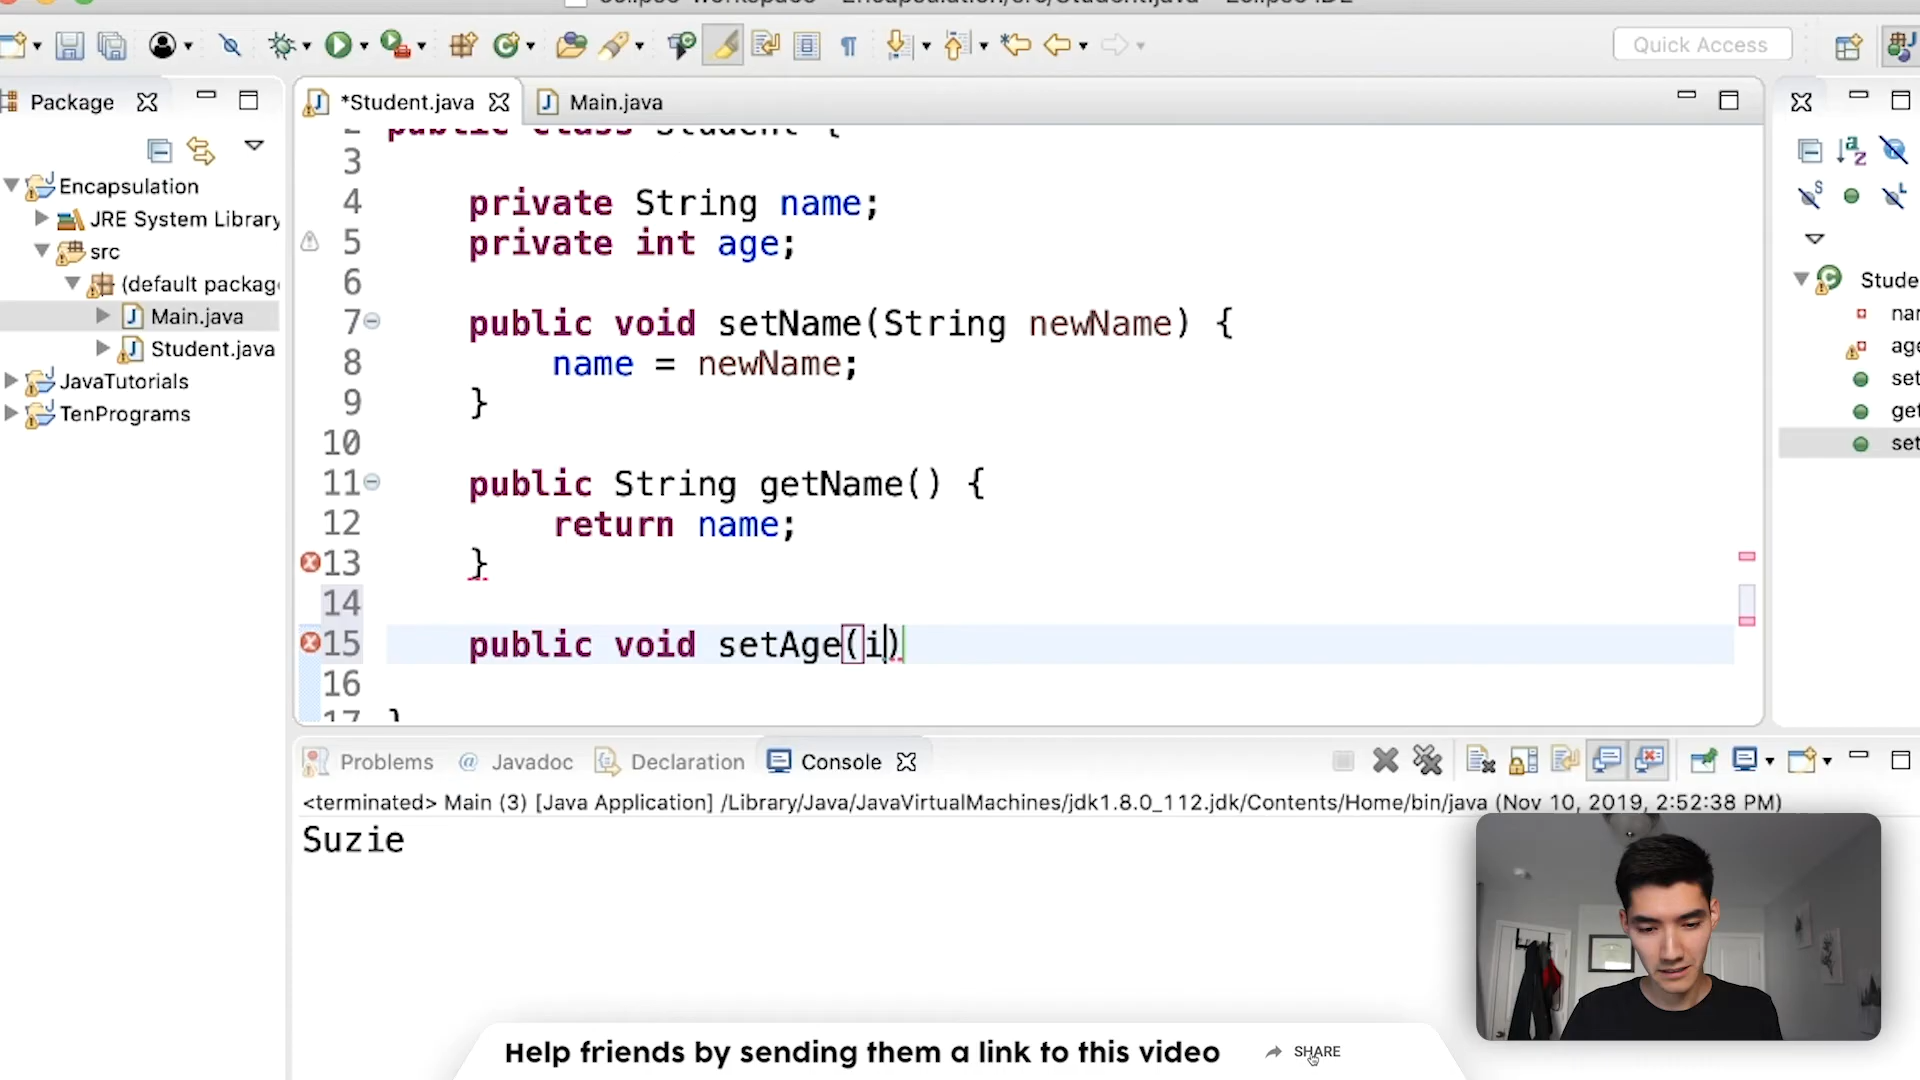 Quick Access
Package
*Student.java
Main.java
Encapsulation
JRE System Library
src
(default packag
Main.java
Student.java
JavaTutorials
TenPrograms
2 public class Student {
3
4 private String name;
5 private int age;
6
7 public void setName(String newName) {
8 name = newName;
9 }
10
11 public String getName() {
12 return name;
13 }
14
15 public void setAge(i)
16
17 }
Stude
nar
age
set
get
set
Problems
@ Javadoc
Declaration
Console
<terminated> Main (3) [Java Application] /Library/Java/JavaVirtualMachines/jdk1.8.0_112.jdk/Contents/Home/bin/java (Nov 10, 2019, 2:52:38 PM)
Suzie
Help friends by sending them a link to this video
SHARE